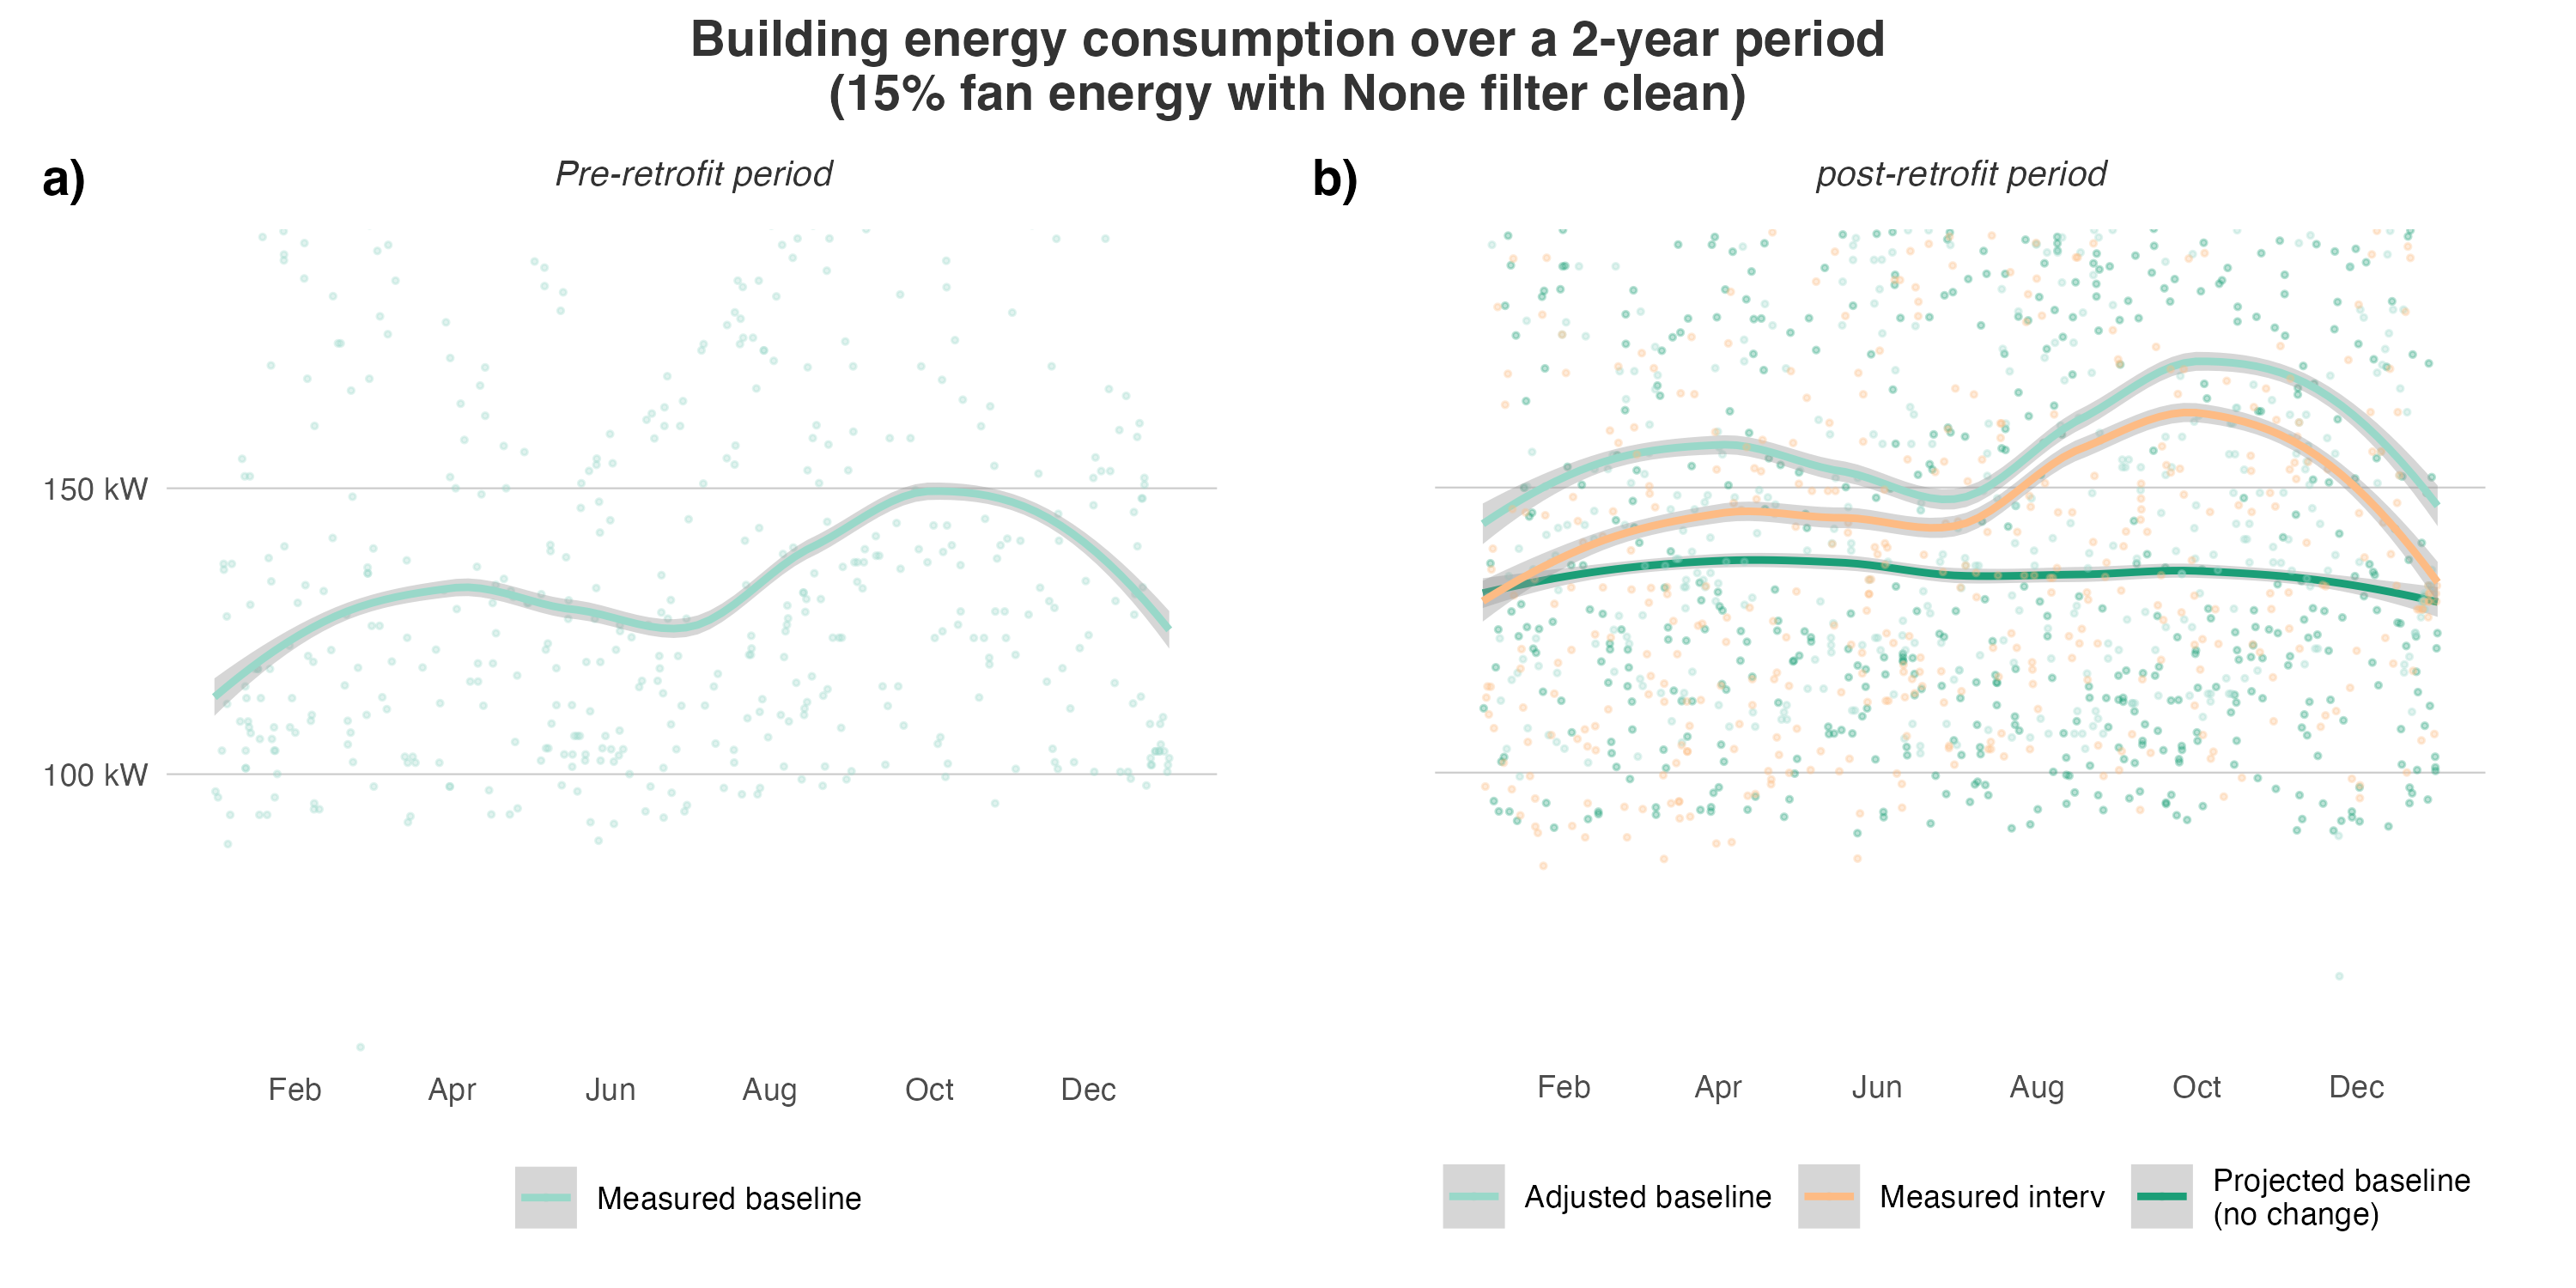 Building energy consumption over a 2-year period
(15% fan energy with None filter clean)
a)
Pre-retrofit period
150 kW
100 kW
Feb Apr Jun Aug Oct Dec
Measured baseline
b)
post-retrofit period
Feb Apr Jun Aug Oct Dec
Adjusted baseline
Measured interv
Projected baseline
(no change)